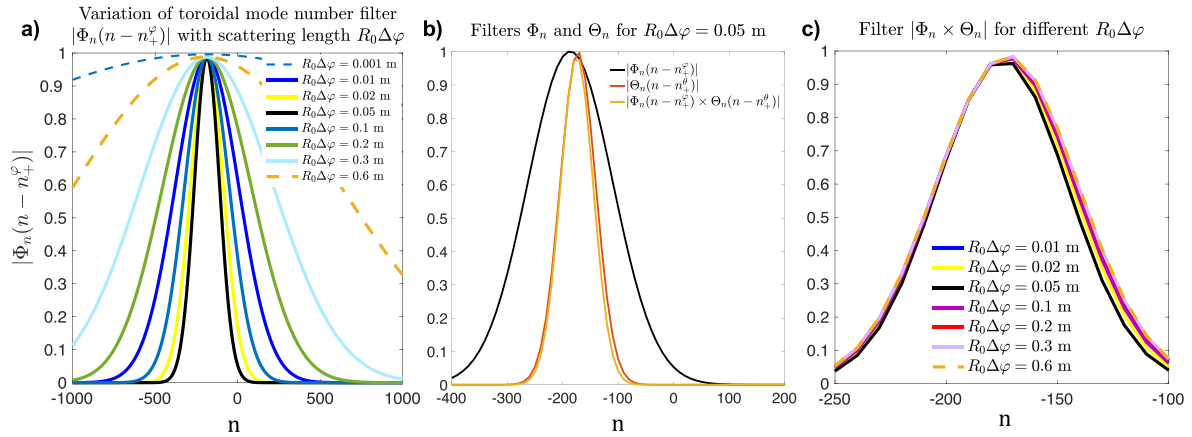 a)
Variation of toroidal mode number filter
|Φₙ(n − n₊^φ)| with scattering length R₀Δφ
|Φₙ(n − n₊^φ)|
1
0.9
0.8
0.7
0.6
0.5
0.4
0.3
0.2
0.1
0
-1000
-500
0
500
1000
n
R₀Δφ = 0.001 m
R₀Δφ = 0.01 m
R₀Δφ = 0.02 m
R₀Δφ = 0.05 m
R₀Δφ = 0.1 m
R₀Δφ = 0.2 m
R₀Δφ = 0.3 m
R₀Δφ = 0.6 m
b)
Filters Φₙ and Θₙ for R₀Δφ = 0.05 m
1
0.9
0.8
0.7
0.6
0.5
0.4
0.3
0.2
0.1
0
-400
-300
-200
-100
0
100
200
n
|Φₙ(n − n₊^φ)|
|Θₙ(n − n₊^θ)|
|Φₙ(n − n₊^φ) × Θₙ(n − n₊^θ)|
c)
Filter |Φₙ × Θₙ| for different R₀Δφ
1
0.9
0.8
0.7
0.6
0.5
0.4
0.3
0.2
0.1
0
-250
-200
-150
-100
n
R₀Δφ = 0.01 m
R₀Δφ = 0.02 m
R₀Δφ = 0.05 m
R₀Δφ = 0.1 m
R₀Δφ = 0.2 m
R₀Δφ = 0.3 m
R₀Δφ = 0.6 m